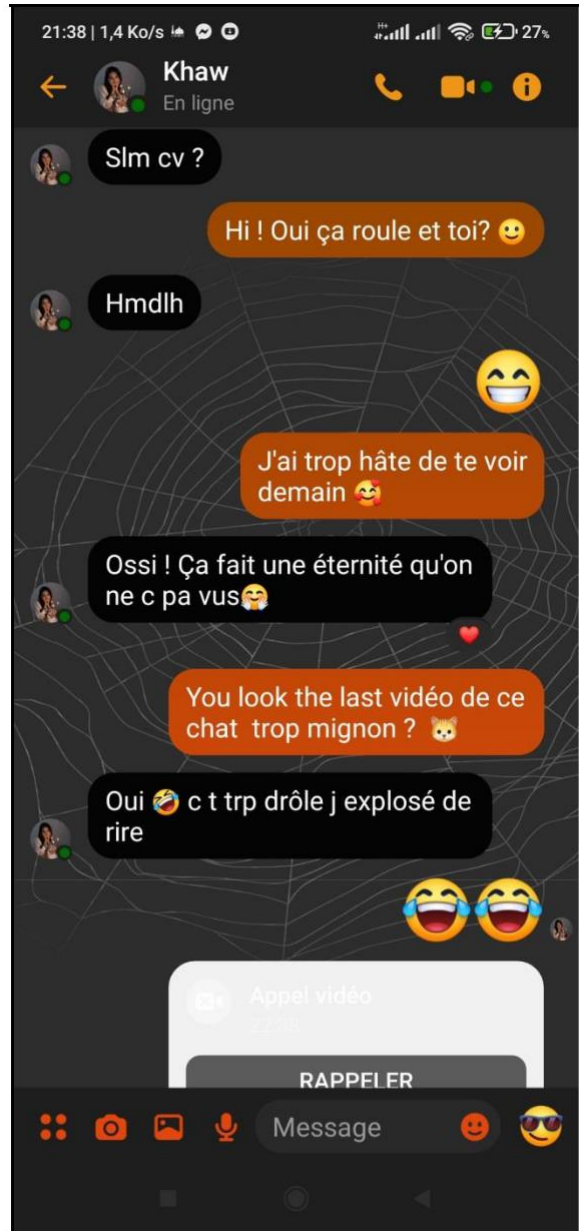 21:38 | 1,4 Ko/s
H+
27%
Khaw
En ligne
Slm cv ?
Hi ! Oui ça roule et toi? 🙂
Hmdlh
😁
J'ai trop hâte de te voir
demain 🥰
Ossi ! Ça fait une éternité qu'on
ne c pa vus🤗
❤️
You look the last vidéo de ce
chat trop mignon ? 🐱
Oui 🤣 c t trp drôle j explosé de
rire
😂😂
Appel vidéo
RAPPELER
Message